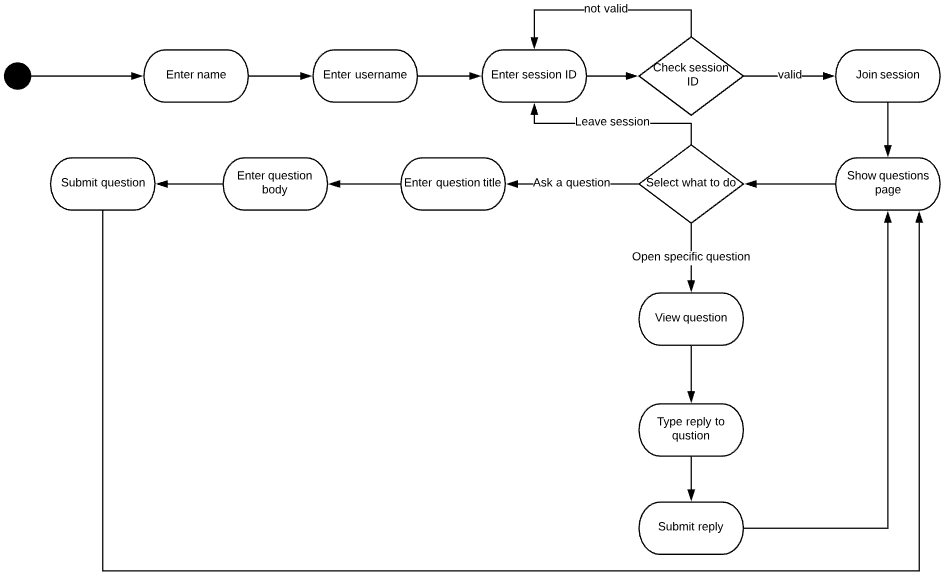 not valid
Enter name
Enter username
Enter session ID
Check session
ID
valid
Join session
Leave session
Submit question
Enter question
body
Enter question title
Ask a question
Select what to do
Show questions
page
Open specific question
View question
Type reply to
qustion
Submit reply